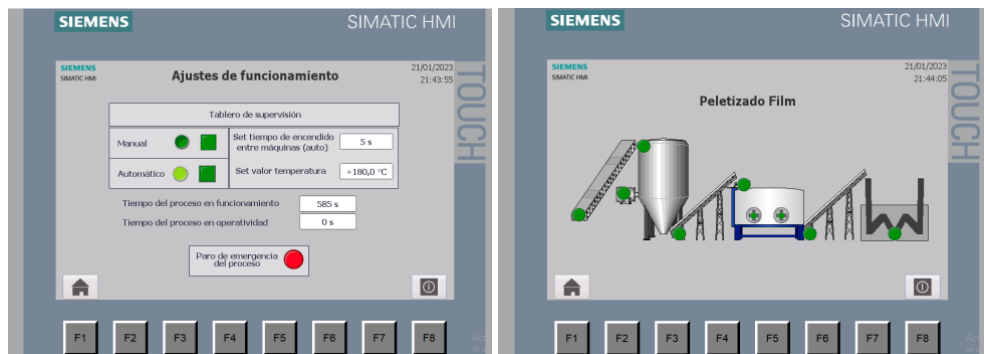 SIEMENS
SIMATIC HMI
SIEMENS
SIMATIC HMI
Ajustes de funcionamiento
21/01/2023
21:43:55
TOUCH
Tablero de supervisión
Manual
Set tiempo de encendido
entre máquinas (auto)
5 s
Automático
Set valor temperatura
+180,0 °C
Tiempo del proceso en funcionamiento
585 s
Tiempo del proceso en operatividad
0 s
Paro de emergencia
del proceso
F1 F2 F3 F4 F5 F6 F7 F8
SIEMENS
SIMATIC HMI
SIEMENS
SIMATIC HMI
21/01/2023
21:44:05
Peletizado Film
TOUCH
F1 F2 F3 F4 F5 F6 F7 F8